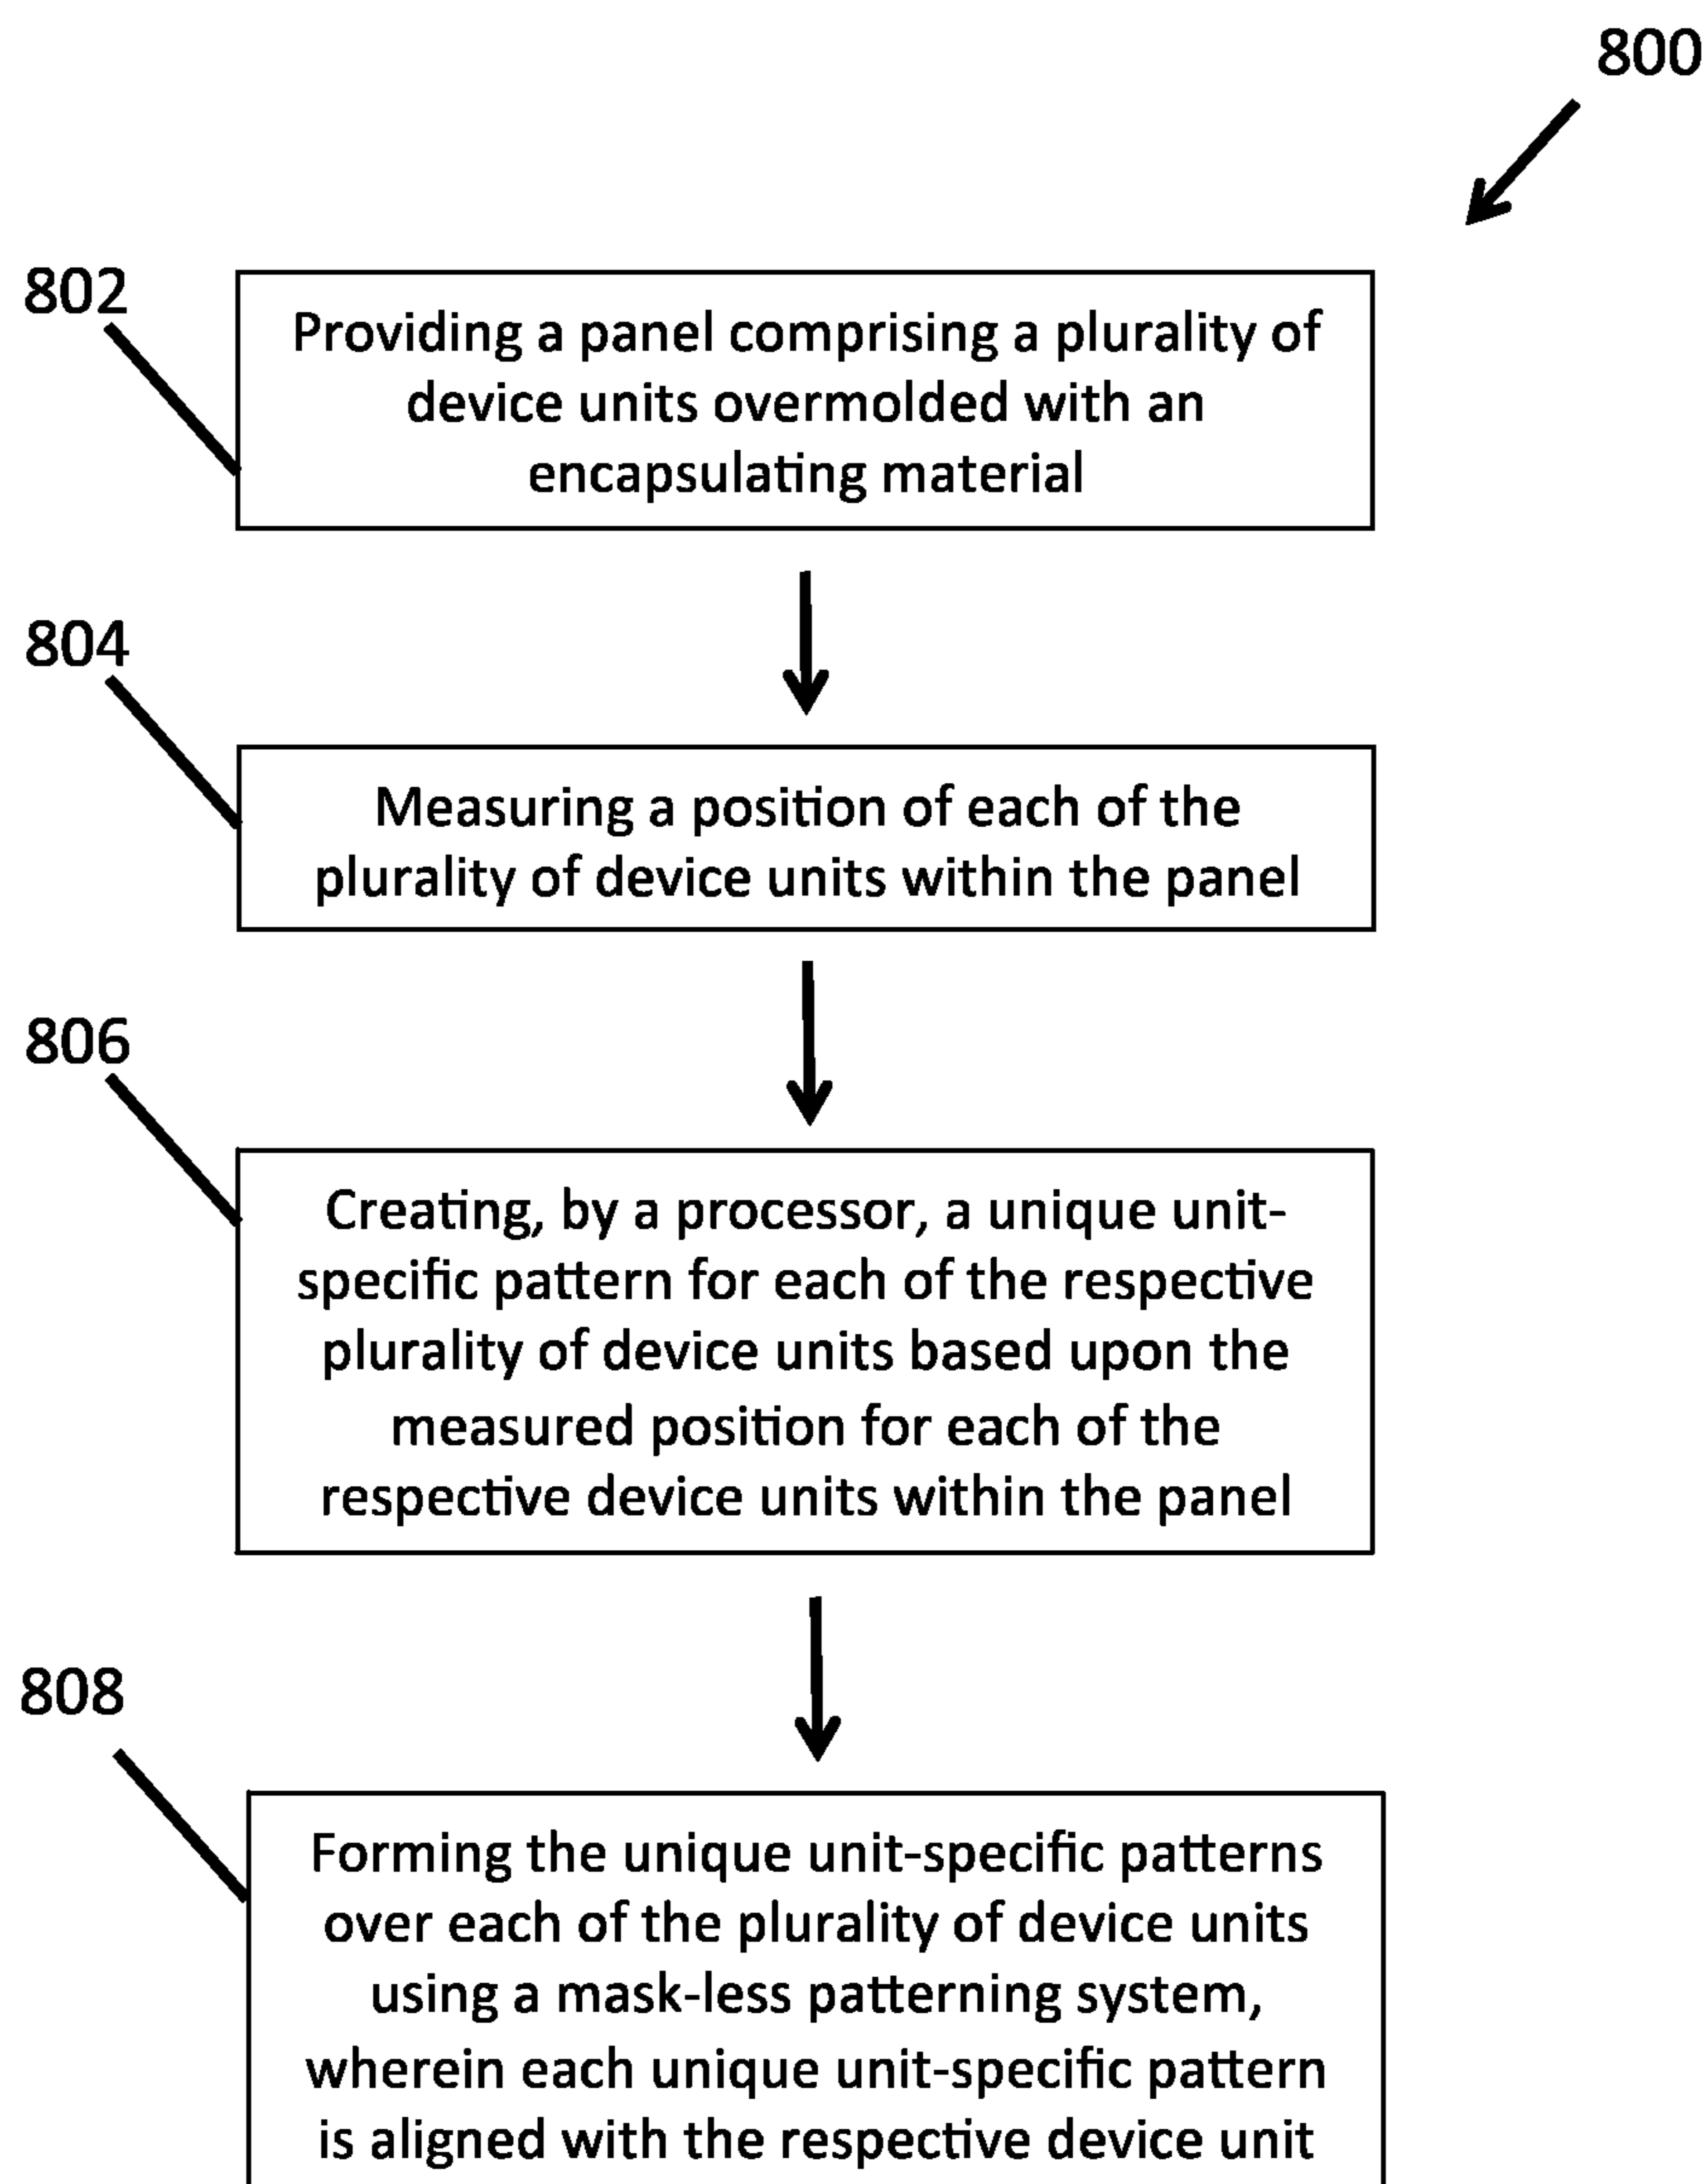 800
802
Providing a panel comprising a plurality of
device units overmolded with an
encapsulating material
804
Measuring a position of each of the
plurality of device units within the panel
806
Creating, by a processor, a unique unit-
specific pattern for each of the respective
plurality of device units based upon the
measured position for each of the
respective device units within the panel
808
Forming the unique unit-specific patterns
over each of the plurality of device units
using a mask-less patterning system,
wherein each unique unit-specific pattern
is aligned with the respective device unit